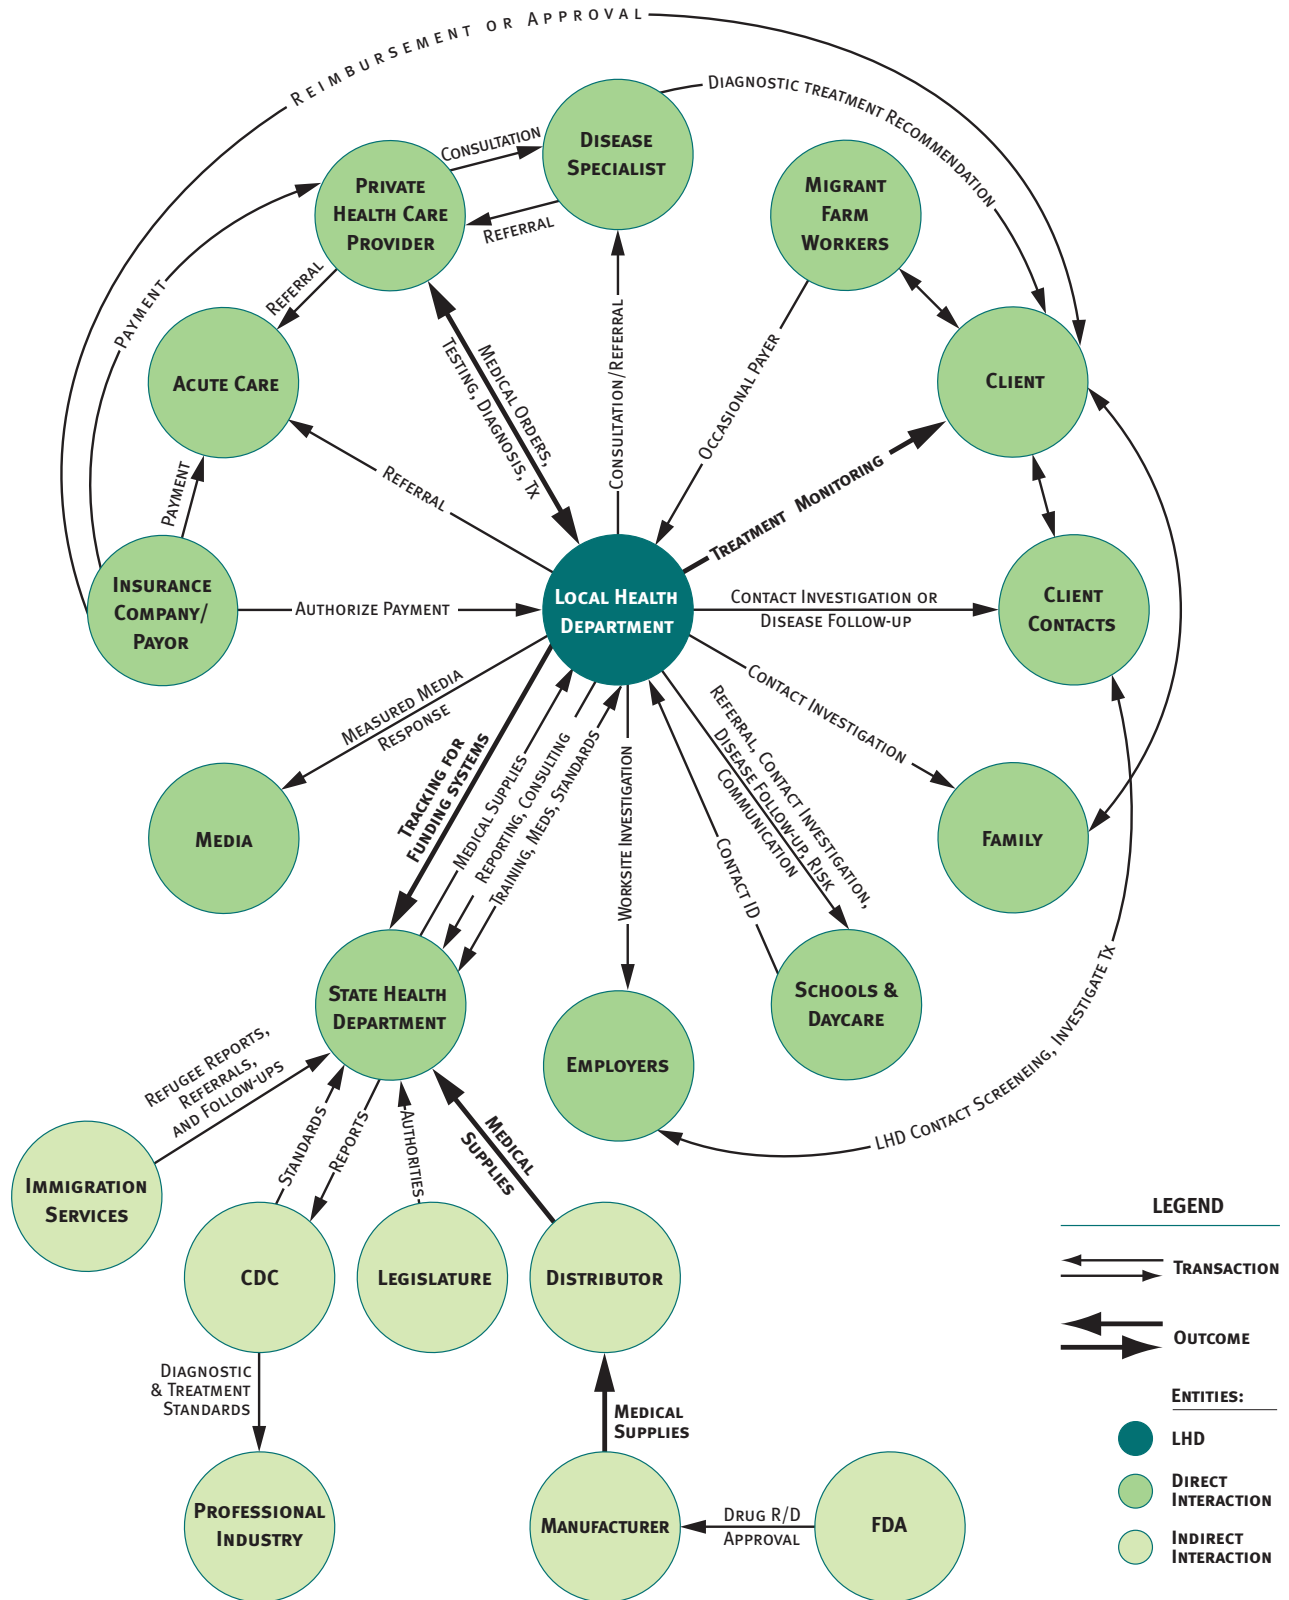 Reimbursement or Approval
Diagnostic treatment Recommendation
Consultation
Disease
Specialist
Private
Health Care
Provider
Migrant
Farm
Workers
Referral
Referral
Payment
Acute Care
Client
Medical Orders,
Testing, Diagnosis, Tx
Consultation/Referral
Occasional Payer
Referral
Payment
Treatment Monitoring
Insurance
Company/
Payor
Authorize Payment
Local Health
Department
Contact Investigation or
Disease Follow-up
Client
Contacts
Measured Media
Response
Contact Investigation
Tracking for
Funding systems
Medical Supplies
Reporting, Consulting
Training, Meds, Standards
Worksite Investigation
Referral, Contact Investigation,
Disease Follow-up, Risk
Communication
Contact ID
Media
Family
State Health
Department
Employers
Schools &
Daycare
LHD Contact Screeneing, Investigate Tx
Refugee Reports,
Referrals,
and Follow-ups
Standards
Reports
Authorities
Medical
Supplies
Immigration
Services
CDC
Legislature
Distributor
LEGEND
Transaction
Outcome
Entities:
LHD
Direct
Interaction
Indirect
Interaction
Diagnostic
& Treatment
Standards
Medical
Supplies
Professional
Industry
Manufacturer
Drug R/D
Approval
FDA